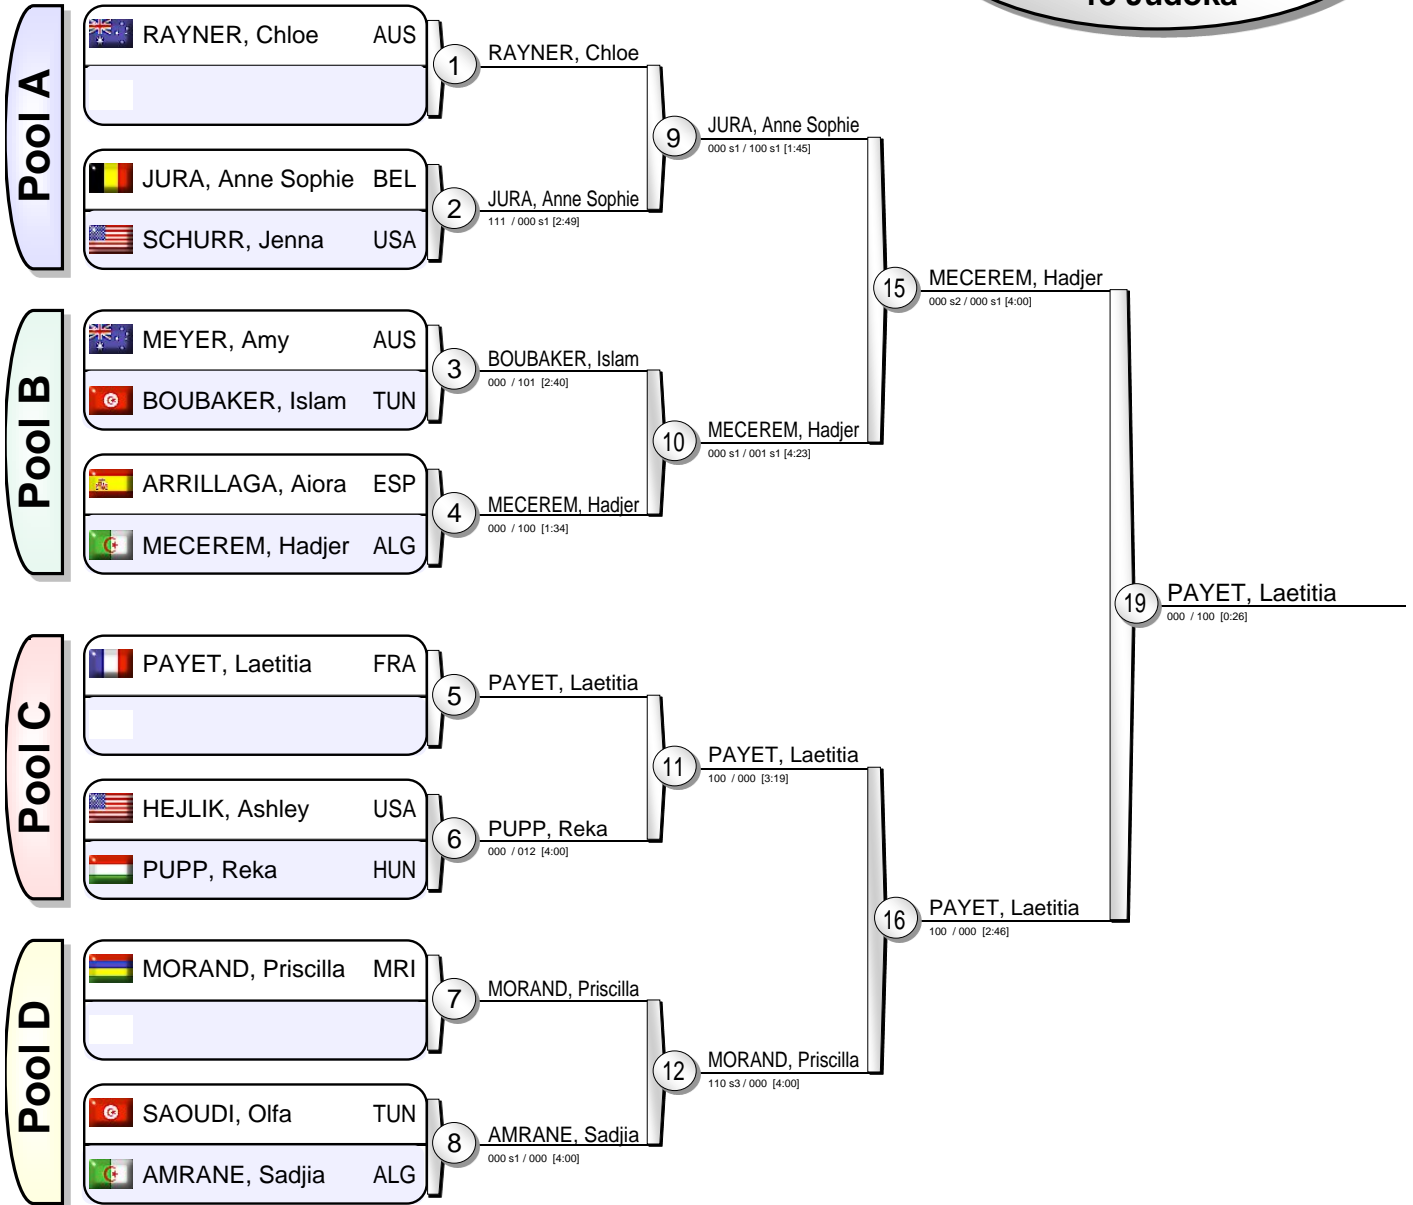 13 Judoka
Pool A
RAYNER, Chloe AUS
JURA, Anne Sophie BEL
SCHURR, Jenna USA
1
RAYNER, Chloe
2
JURA, Anne Sophie
111 / 000 s1 [2:49]
9
JURA, Anne Sophie
000 s1 / 100 s1 [1:45]
Pool B
MEYER, Amy AUS
BOUBAKER, Islam TUN
ARRILLAGA, Aiora ESP
MECEREM, Hadjer ALG
3
BOUBAKER, Islam
000 / 101 [2:40]
4
MECEREM, Hadjer
000 / 100 [1:34]
10
MECEREM, Hadjer
000 s1 / 001 s1 [4:23]
15
MECEREM, Hadjer
000 s2 / 000 s1 [4:00]
Pool C
PAYET, Laetitia FRA
HEJLIK, Ashley USA
PUPP, Reka HUN
5
PAYET, Laetitia
6
PUPP, Reka
000 / 012 [4:00]
11
PAYET, Laetitia
100 / 000 [3:19]
Pool D
MORAND, Priscilla MRI
SAOUDI, Olfa TUN
AMRANE, Sadjia ALG
7
MORAND, Priscilla
8
AMRANE, Sadjia
000 s1 / 000 [4:00]
12
MORAND, Priscilla
110 s3 / 000 [4:00]
16
PAYET, Laetitia
100 / 000 [2:46]
19
PAYET, Laetitia
000 / 100 [0:26]